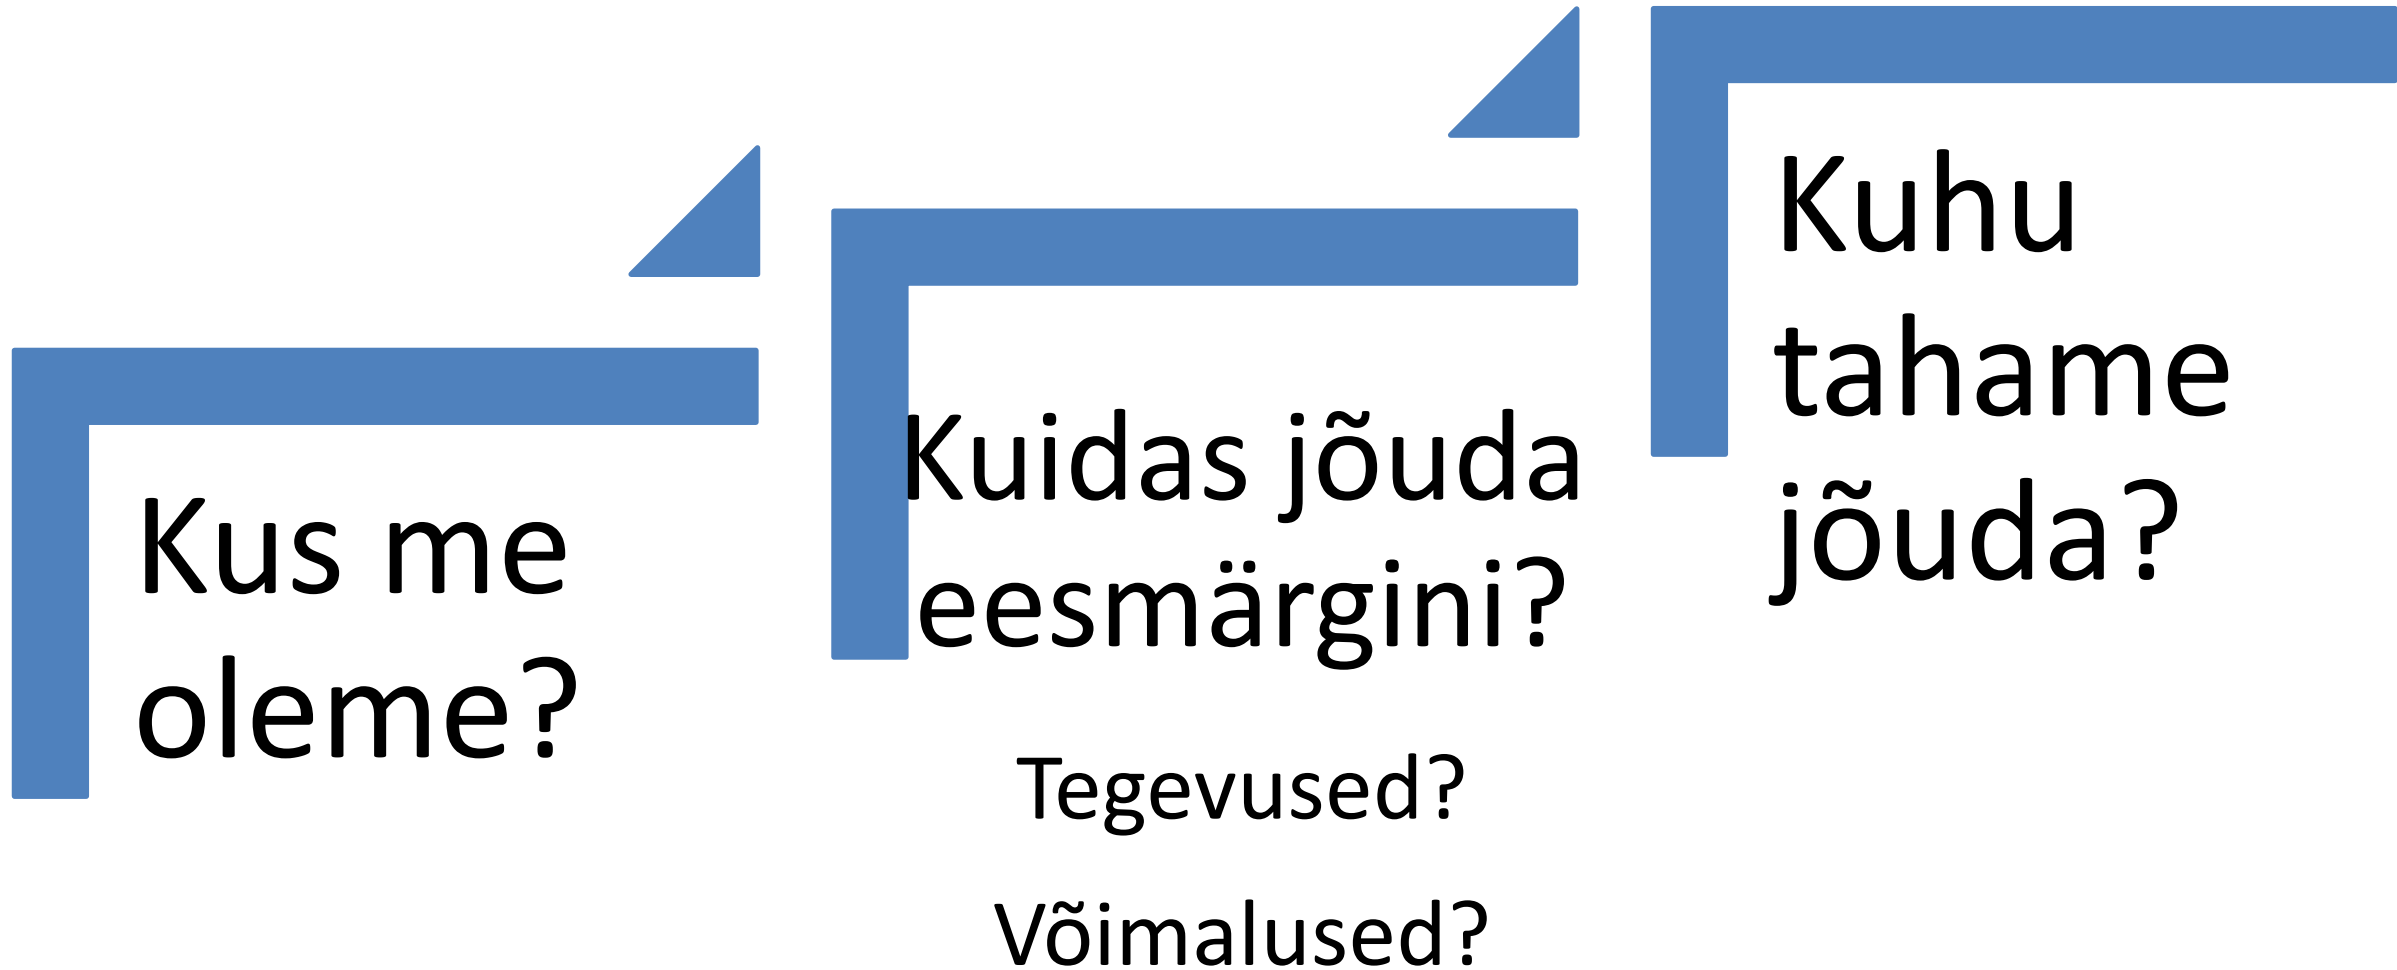 Kus me
oleme?
Kuidas jõuda
eesmärgini?
Tegevused?
Võimalused?
Kuhu
tahame
jõuda?